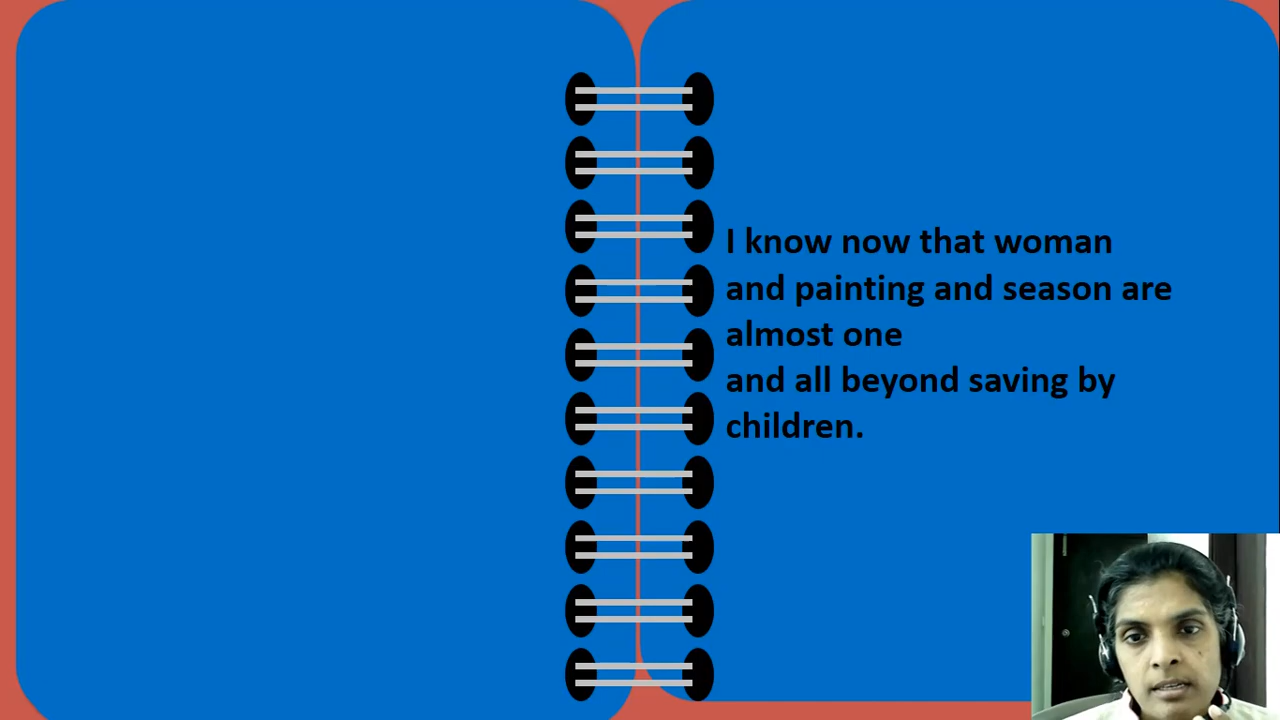 I know now that woman
and painting and season are
almost one
and all beyond saving by
children.